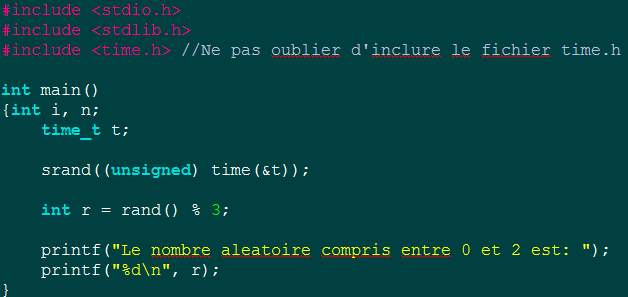 #include <stdio.h>
#include <stdlib.h>
#include <time.h> //Ne pas oublier d'inclure le fichier time.h
int main()
{int i, n;
time_t t;
srand((unsigned) time(&t));
int r = rand() % 3;
printf("Le nombre aleatoire compris entre 0 et 2 est: ");
printf("%d\n", r);
}